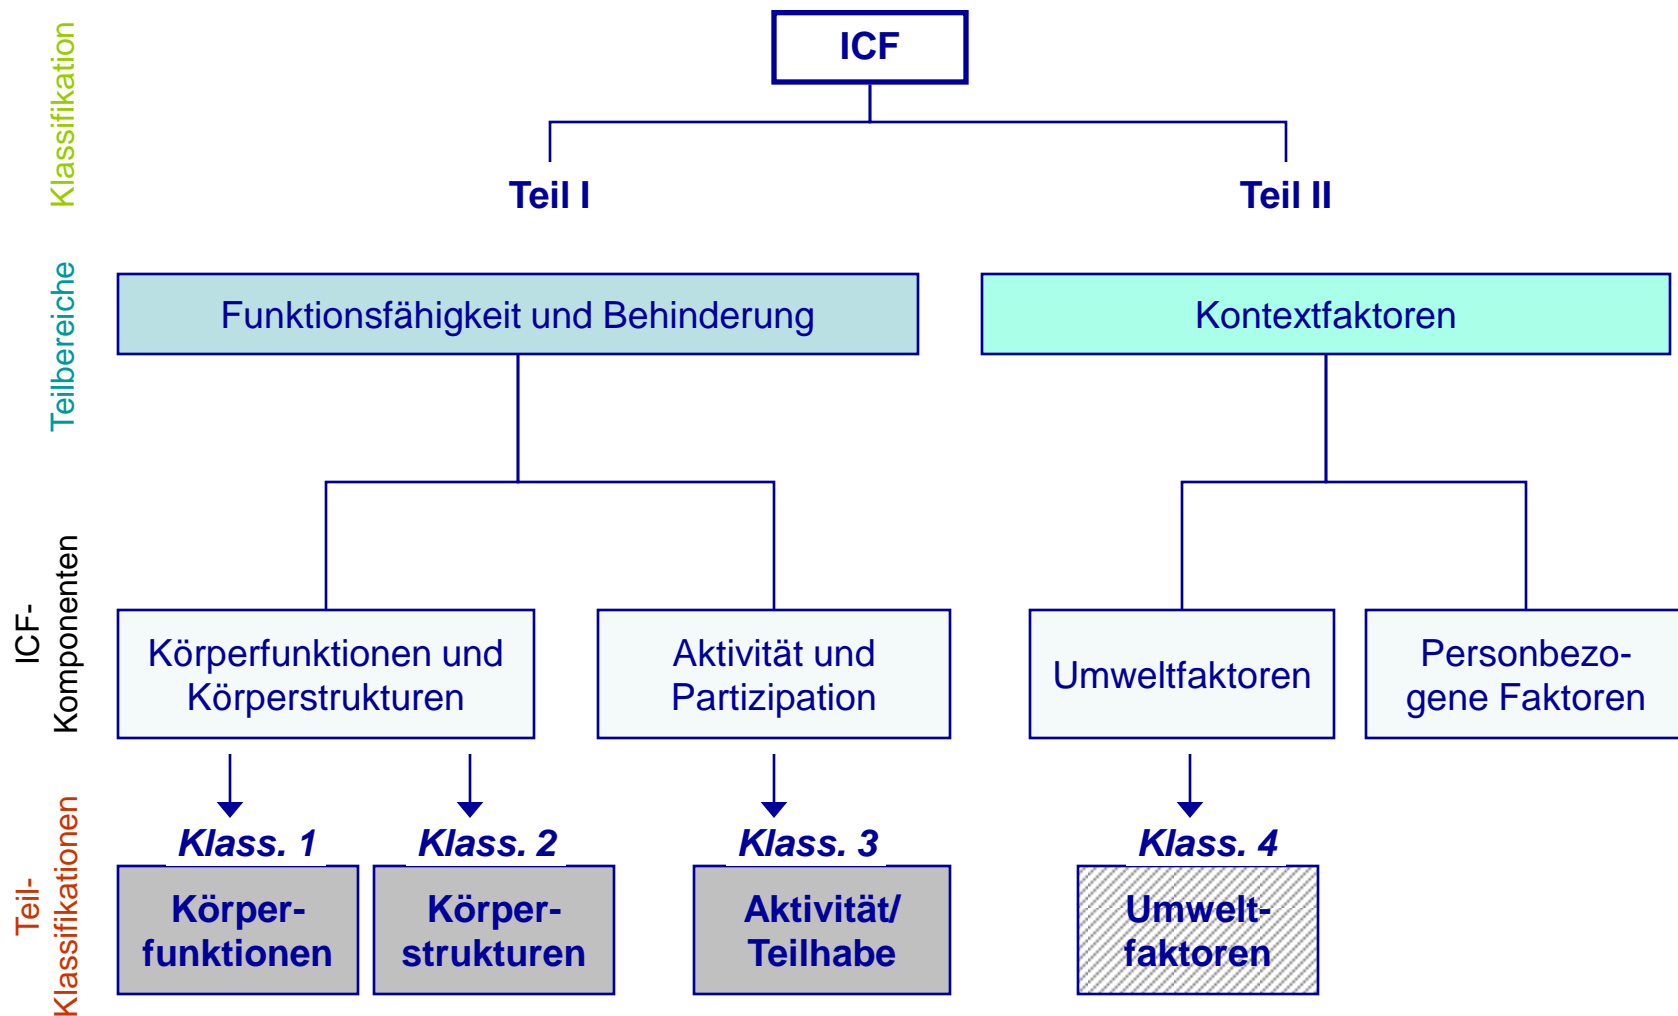 Klassifikation
ICF
Teil I
Teil II
Teilbereiche
Funktionsfähigkeit und Behinderung
Kontextfaktoren
ICF-
Komponenten
Körperfunktionen und
Körperstrukturen
Aktivität und
Partizipation
Umweltfaktoren
Personbezo-
gene Faktoren
Teil-
Klassifikationen
Klass. 1
Körper-
funktionen
Klass. 2
Körper-
strukturen
Klass. 3
Aktivität/
Teilhabe
Klass. 4
Umwelt-
faktoren